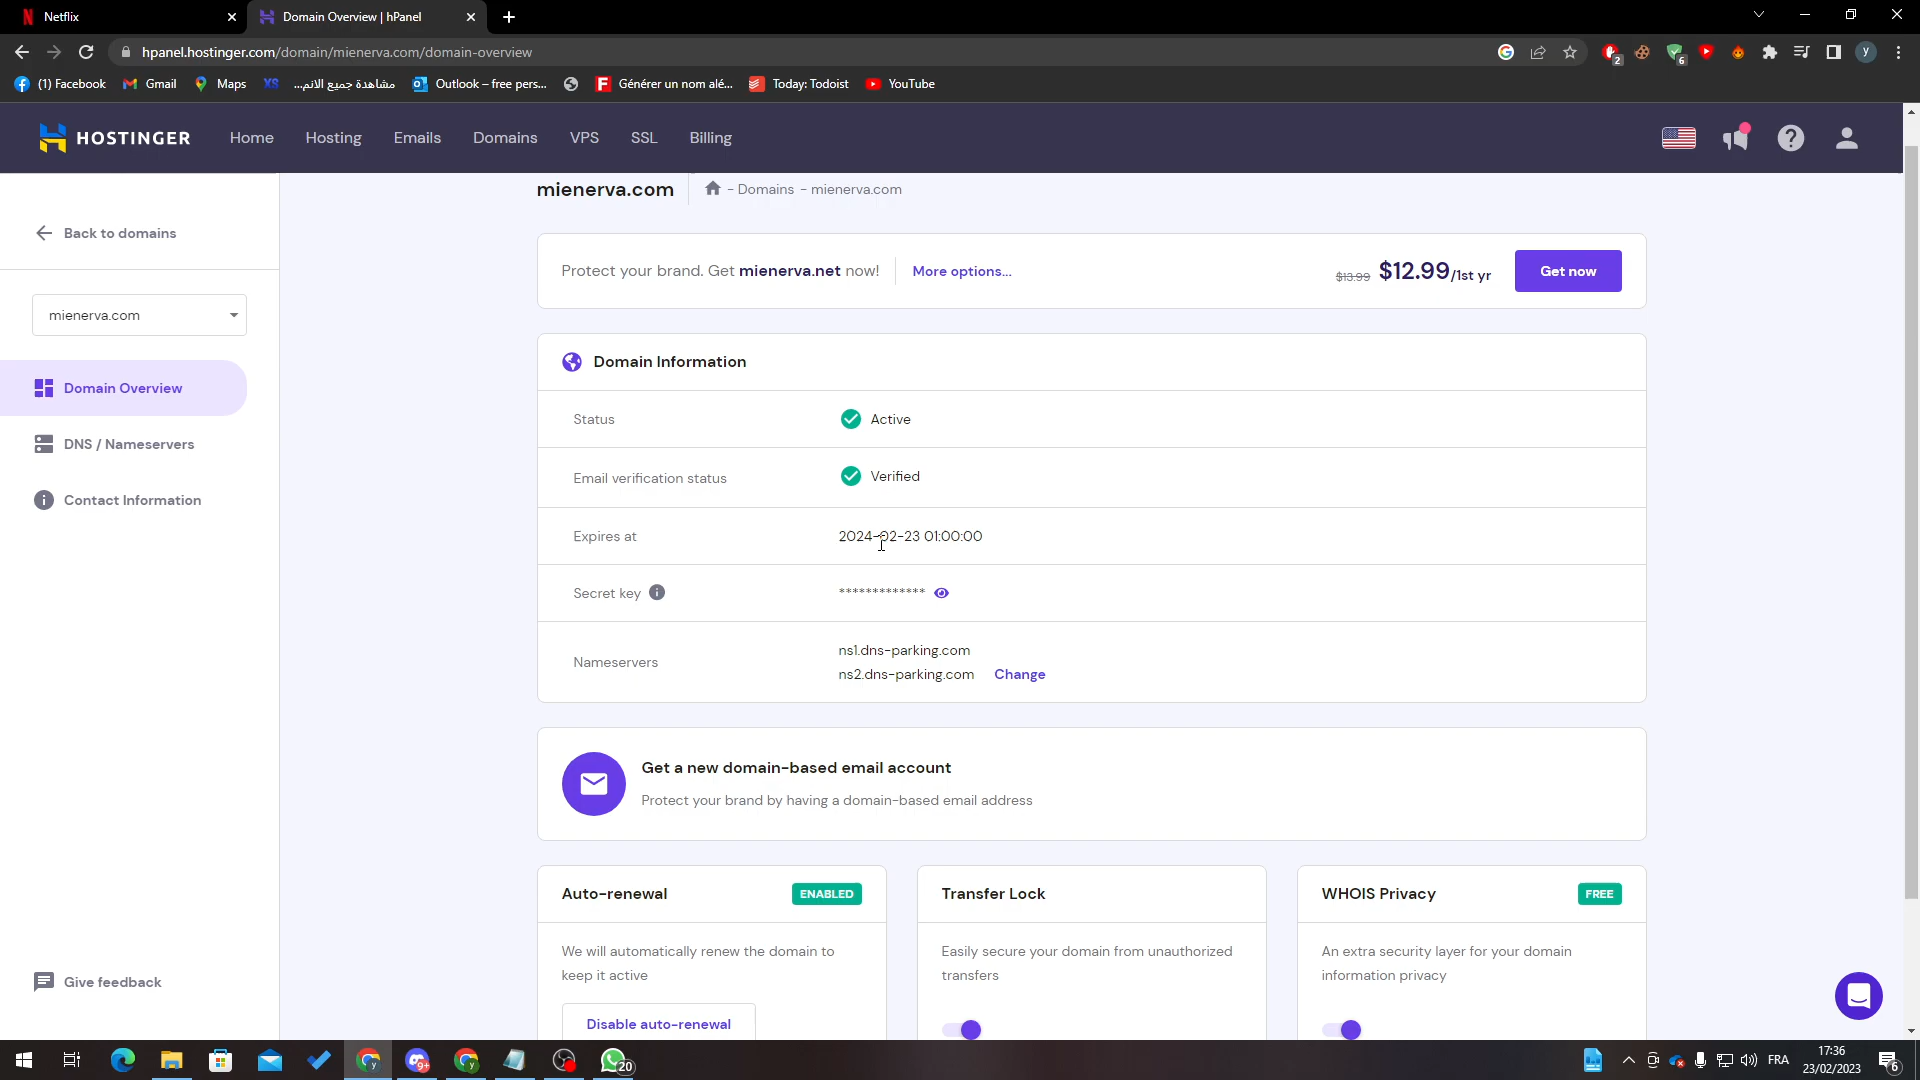 Netflix
Domain Overview | hPanel
hpanel.hostinger.com/domain/mienerva.com/domain-overview
2
6
y
(1) Facebook
Gmail
Maps
XS
مشاهدة جميع الانم...
Outlook – free pers...
Générer un nom alé...
Today: Todoist
YouTube
HOSTINGER
Home
Hosting
Emails
Domains
VPS
SSL
Billing
mienerva.com
- Domains - mienerva.com
Back to domains
mienerva.com
Domain Overview
DNS / Nameservers
Contact Information
Give feedback
Protect your brand. Get mienerva.net now!
More options...
$13.99 $12.99/1st yr
Get now
Domain Information
Status
Active
Email verification status
Verified
Expires at
2024-02-23 01:00:00
Secret key
*************
Nameservers
ns1.dns-parking.com
ns2.dns-parking.com
Change
Get a new domain-based email account
Protect your brand by having a domain-based email address
Auto-renewal
ENABLED
We will automatically renew the domain to
keep it active
Disable auto-renewal
Transfer Lock
Easily secure your domain from unauthorized
transfers
WHOIS Privacy
FREE
An extra security layer for your domain
information privacy
9+
20
FRA
17:36
23/02/2023
6